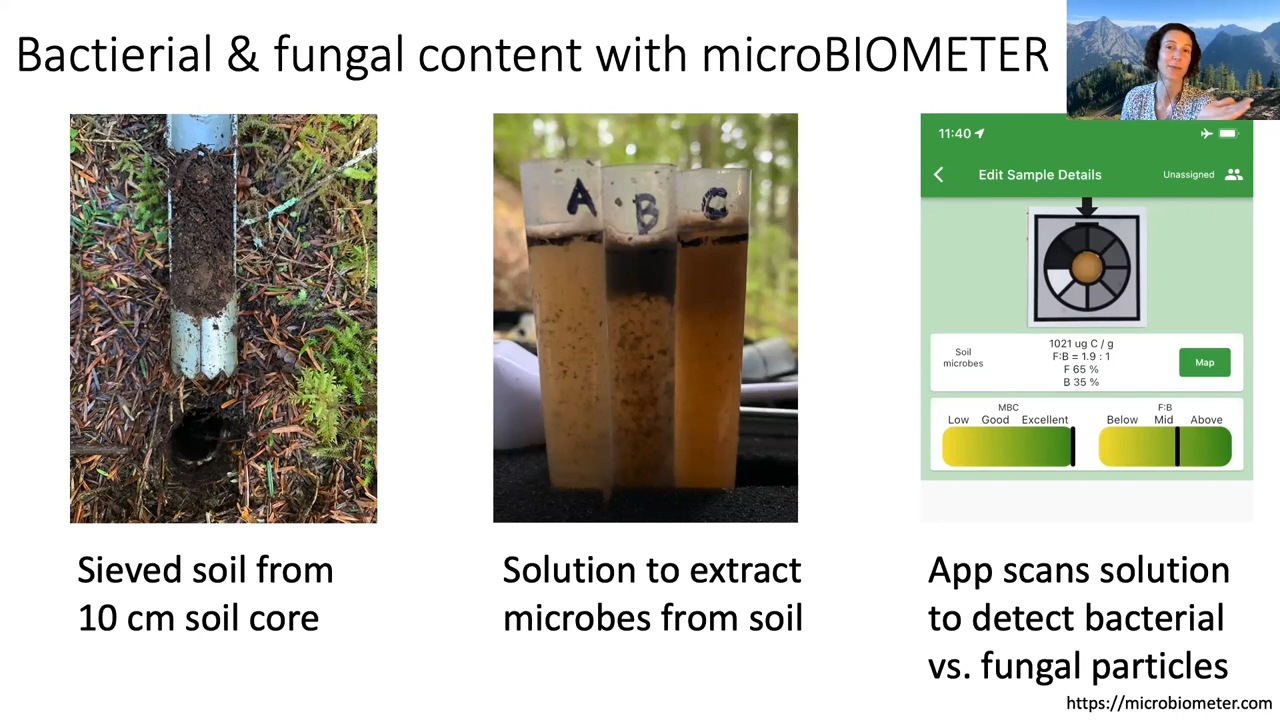 Bactierial & fungal content with microBIOMETER
A
B
C
11:40
Edit Sample Details
Unassigned
Soil
microbes
1021 ug C / g
F:B = 1.9 : 1
F 65 %
B 35 %
Map
MBC
Low Good Excellent
F:B
Below Mid Above
Sieved soil from
10 cm soil core
Solution to extract
microbes from soil
App scans solution
to detect bacterial
vs. fungal particles
https://microbiometer.com